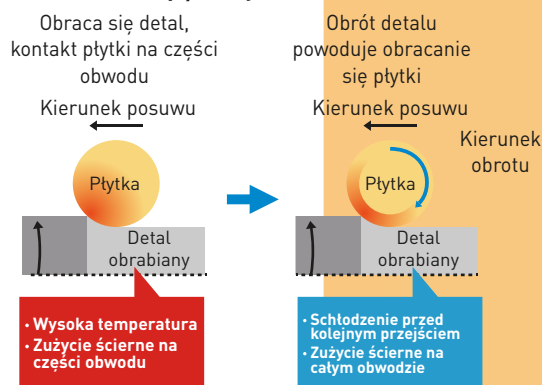 Obraca się detal,
kontakt płytki na części
obwodu
Kierunek posuwu
Płytka
Detal
obrabiany
• Wysoka temperatura
• Zużycie ścierne na
części obwodu
Obrót detalu
powoduje obracanie
się płytki
Kierunek posuwu
Kierunek
obrotu
Płytka
Detal
obrabiany
• Schłodzenie przed
kolejnym przejściem
• Zużycie ścierne na
całym obwodzie